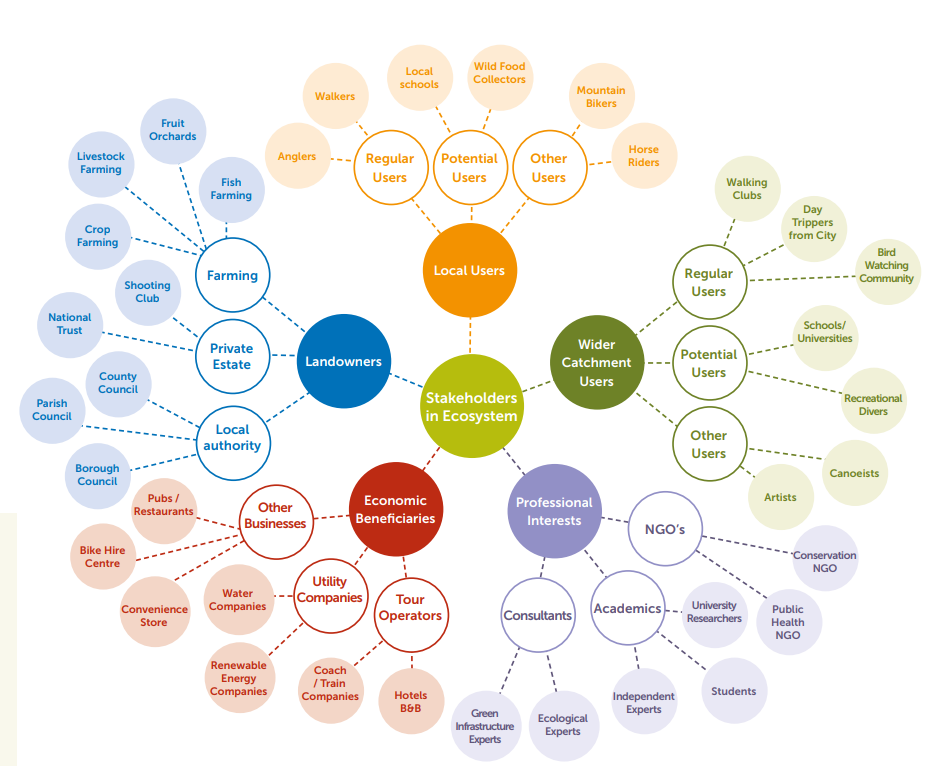 Stakeholders
in Ecosystem
Local Users
Regular
Users
Anglers
Walkers
Potential
Users
Local
schools
Wild Food
Collectors
Other
Users
Mountain
Bikers
Horse
Riders
Wider
Catchment
Users
Regular
Users
Walking
Clubs
Day
Trippers
from City
Bird
Watching
Community
Potential
Users
Schools/
Universities
Recreational
Divers
Other
Users
Canoeists
Artists
Professional
Interests
NGO's
Conservation
NGO
Public
Health
NGO
Academics
University
Researchers
Students
Independent
Experts
Consultants
Ecological
Experts
Green
Infrastructure
Experts
Economic
Beneficiaries
Tour
Operators
Hotels
B&B
Coach
/ Train
Companies
Utility
Companies
Water
Companies
Renewable
Energy
Companies
Other
Businesses
Pubs /
Restaurants
Bike Hire
Centre
Convenience
Store
Landowners
Local
authority
County
Council
Parish
Council
Borough
Council
Private
Estate
Shooting
Club
National
Trust
Farming
Crop
Farming
Livestock
Farming
Fruit
Orchards
Fish
Farming